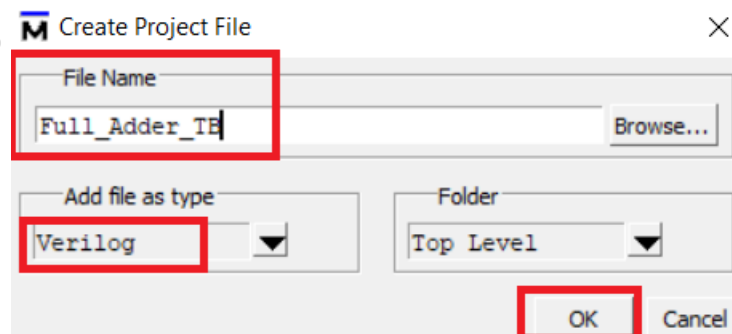 M Create Project File
File Name
Full_Adder_TB
Browse...
Add file as type
Folder
Verilog
Top Level
OK
Cancel